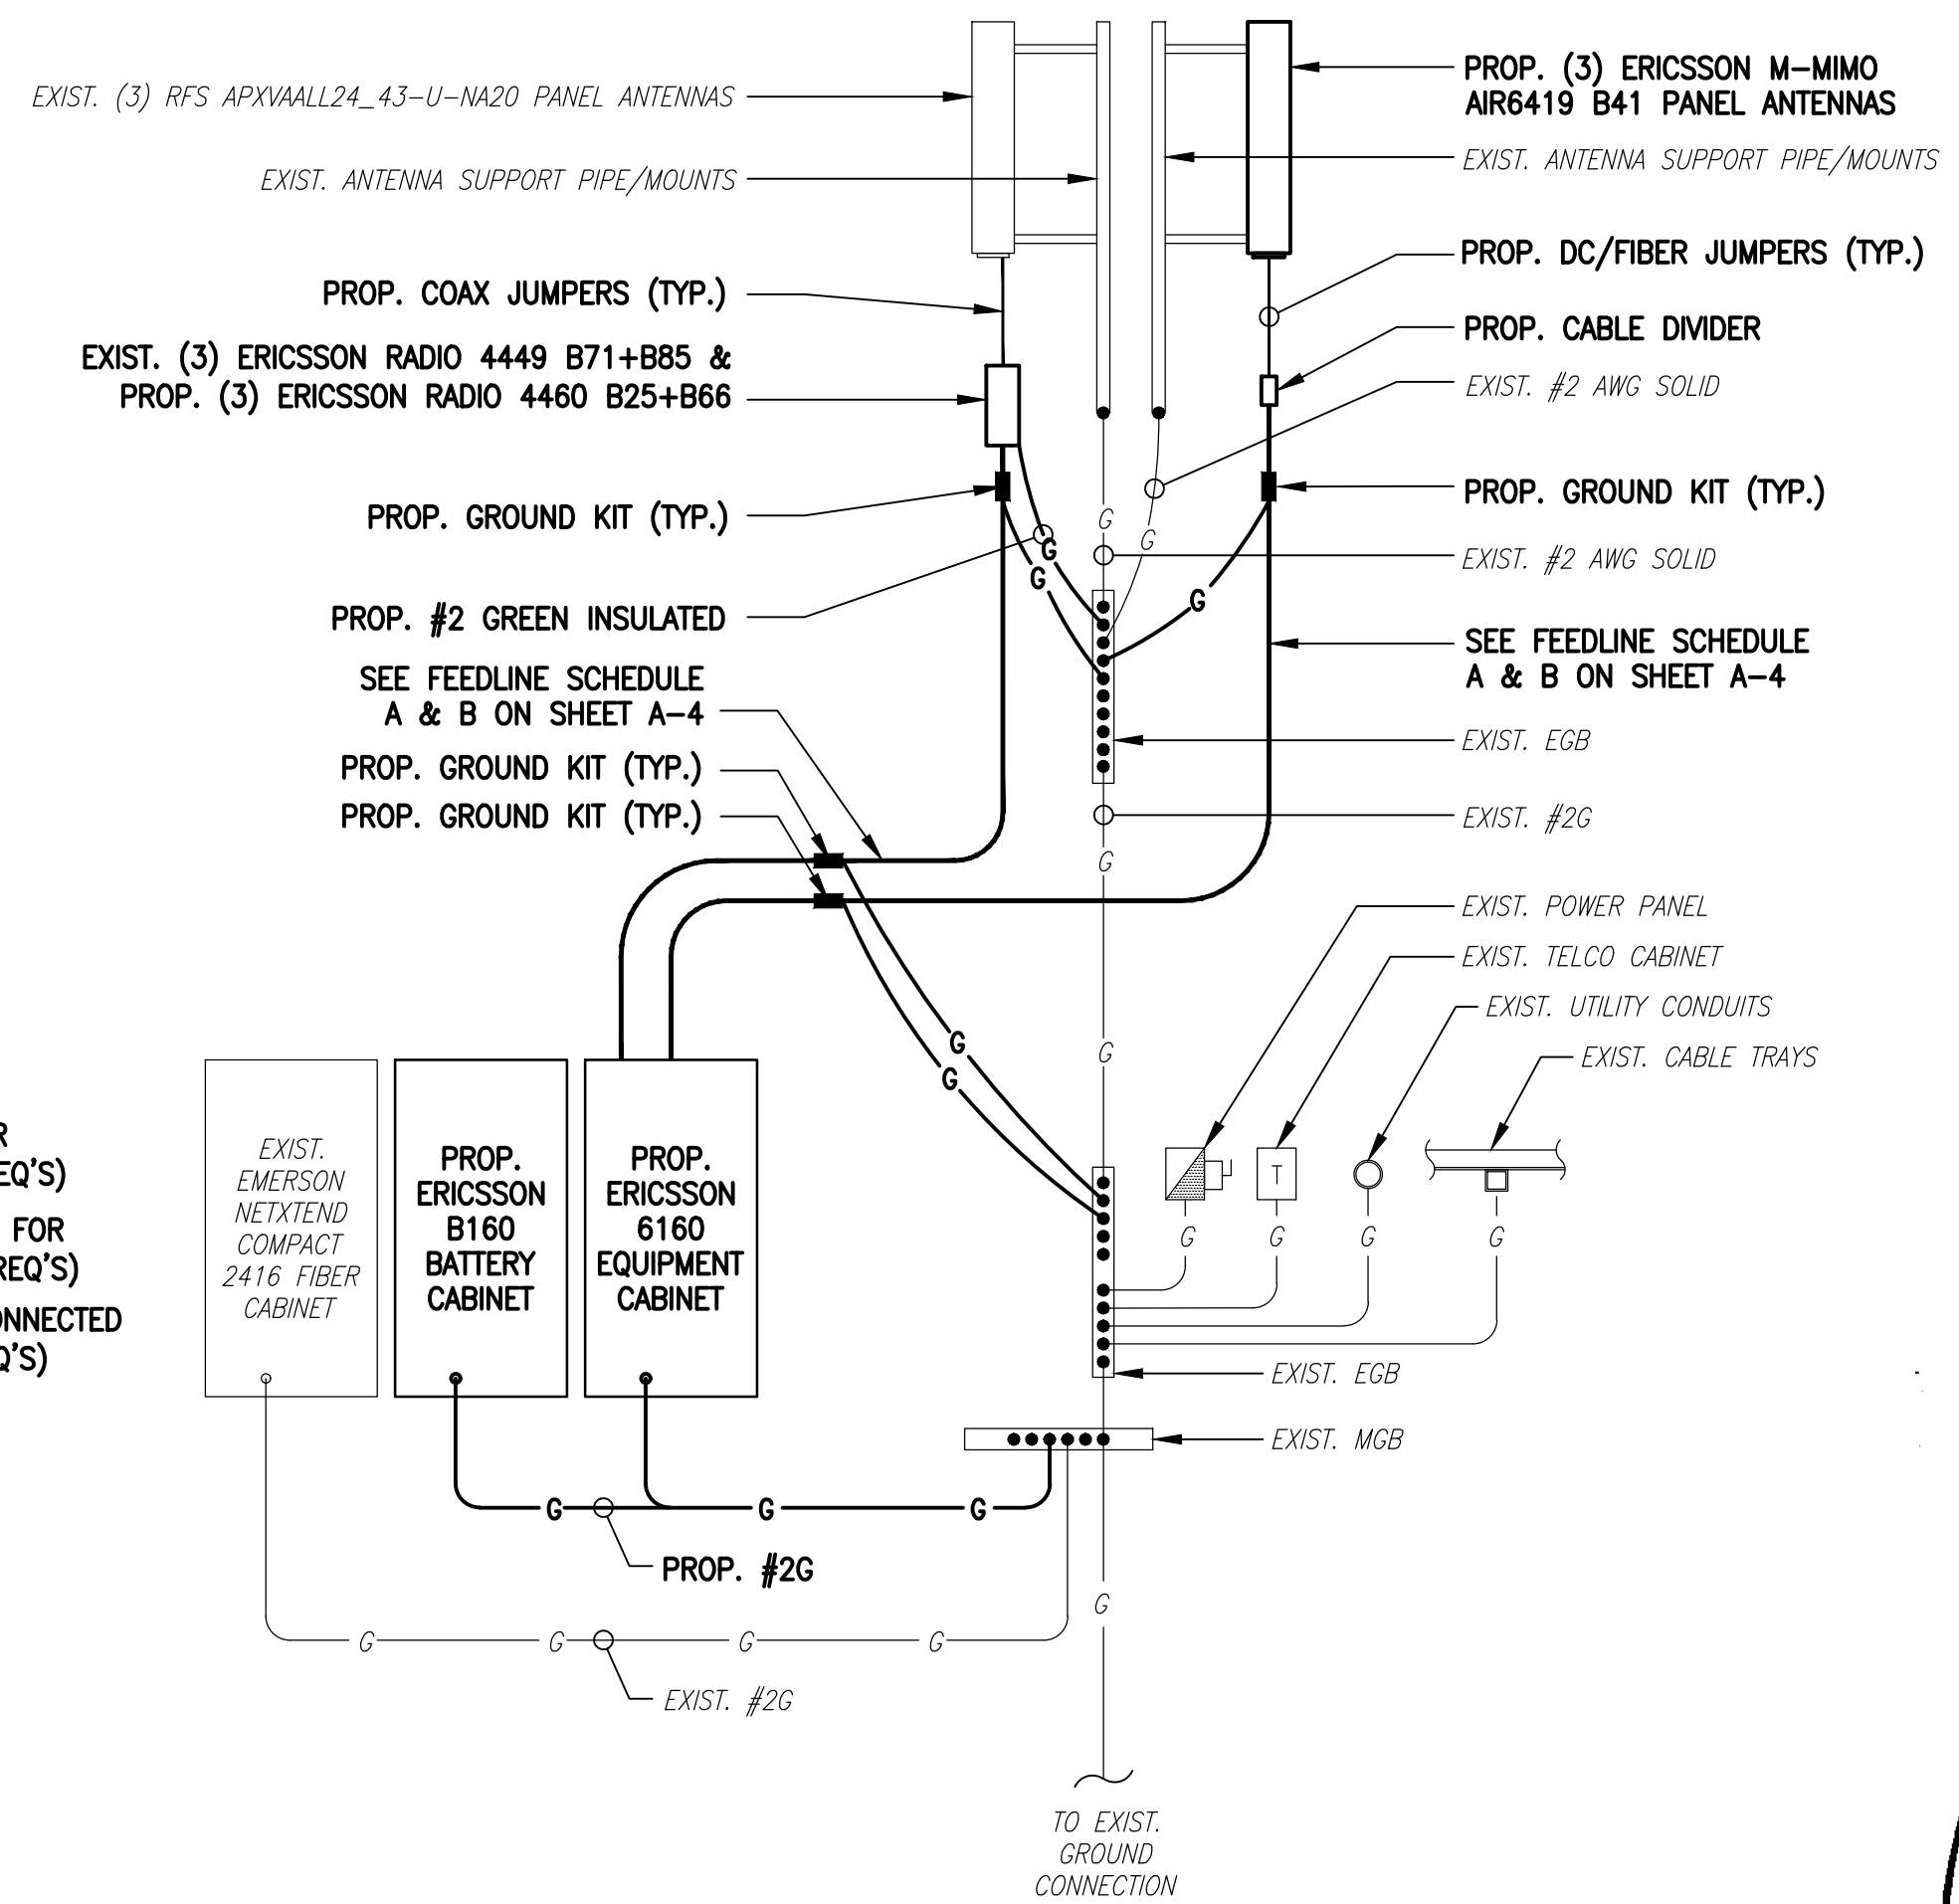 EXIST. (3) RFS APXVAALL24_43-U-NA20 PANEL ANTENNAS
EXIST. ANTENNA SUPPORT PIPE/MOUNTS
PROP. COAX JUMPERS (TYP.)
EXIST. (3) ERICSSON RADIO 4449 B71+B85 &
PROP. (3) ERICSSON RADIO 4460 B25+B66
PROP. GROUND KIT (TYP.)
PROP. #2 GREEN INSULATED
SEE FEEDLINE SCHEDULE
A & B ON SHEET A-4
PROP. GROUND KIT (TYP.)
PROP. GROUND KIT (TYP.)
PROP. (3) ERICSSON M-MIMO
AIR6419 B41 PANEL ANTENNAS
EXIST. ANTENNA SUPPORT PIPE/MOUNTS
PROP. DC/FIBER JUMPERS (TYP.)
PROP. CABLE DIVIDER
EXIST. #2 AWG SOLID
PROP. GROUND KIT (TYP.)
EXIST. #2 AWG SOLID
SEE FEEDLINE SCHEDULE
A & B ON SHEET A-4
EXIST. EGB
EXIST. #2G
EXIST. POWER PANEL
EXIST. TELCO CABINET
EXIST. UTILITY CONDUITS
EXIST. CABLE TRAYS
G
G
G
G
G
G
G
G
G
R
EQ'S)
FOR
REQ'S)
ONNECTED
Q'S)
EXIST.
EMERSON
NETXTEND
COMPACT
2416 FIBER
CABINET
PROP.
ERICSSON
B160
BATTERY
CABINET
PROP.
ERICSSON
6160
EQUIPMENT
CABINET
T
G G G G
EXIST. EGB
EXIST. MGB
G G G
PROP. #2G
G
G G G G
EXIST. #2G
TO EXIST.
GROUND
CONNECTION